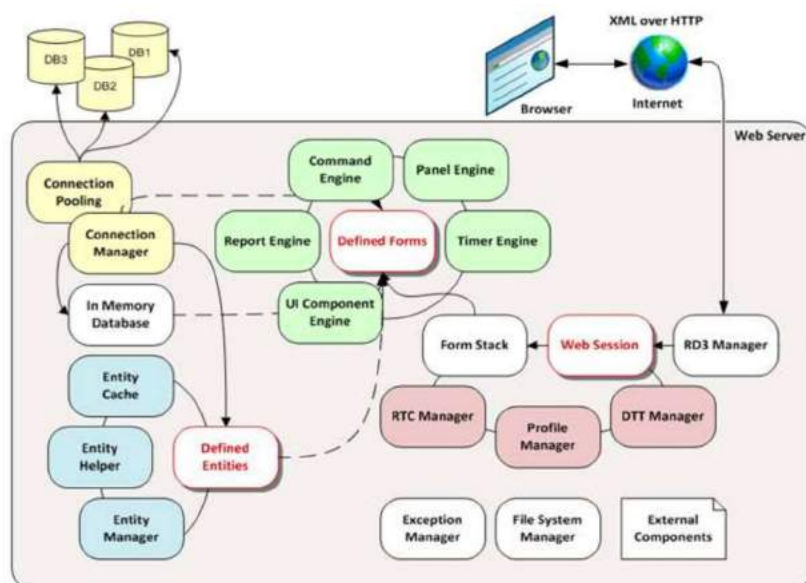 XML over HTTP
DB1
DB3
DB2
Browser
Internet
Web Server
Command
Engine
Panel Engine
Connection
Pooling
Report Engine
Defined Forms
Timer Engine
Connection
Manager
UI Component
Engine
In Memory
Database
Form Stack
Web Session
RD3 Manager
Entity
Cache
RTC Manager
DTT Manager
Profile
Manager
Entity
Helper
Defined
Entities
Entity
Manager
Exception
Manager
File System
Manager
External
Components